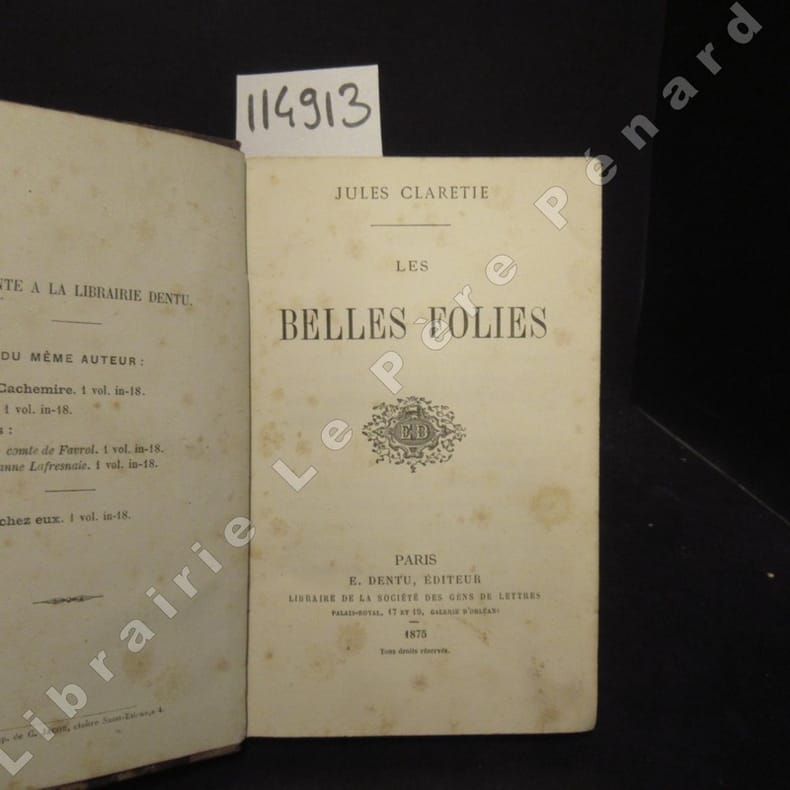 114913
NTE A LA LIBRAIRIE DENTU.
DU MÊME AUTEUR :
Cachemire. 1 vol. in-18.
1 vol. in-18.
s :
comte de Favrol. 1 vol. in-18.
anne Lafresnaie. 1 vol. in-18.
chez eux. 1 vol. in-18.
p. de G. cloître 4.
JULES CLARETIE
LES
BELLES FOLIES
E D
PARIS
E. DENTU, ÉDITEUR
LIBRAIRE DE LA SOCIÉTÉ DES GENS DE LETTRES
PALAIS-ROYAL, 17 ET 19, GALERIE D'ORLÉANS
1875
Tous droits réservés.
Librairie Le Père Pénard